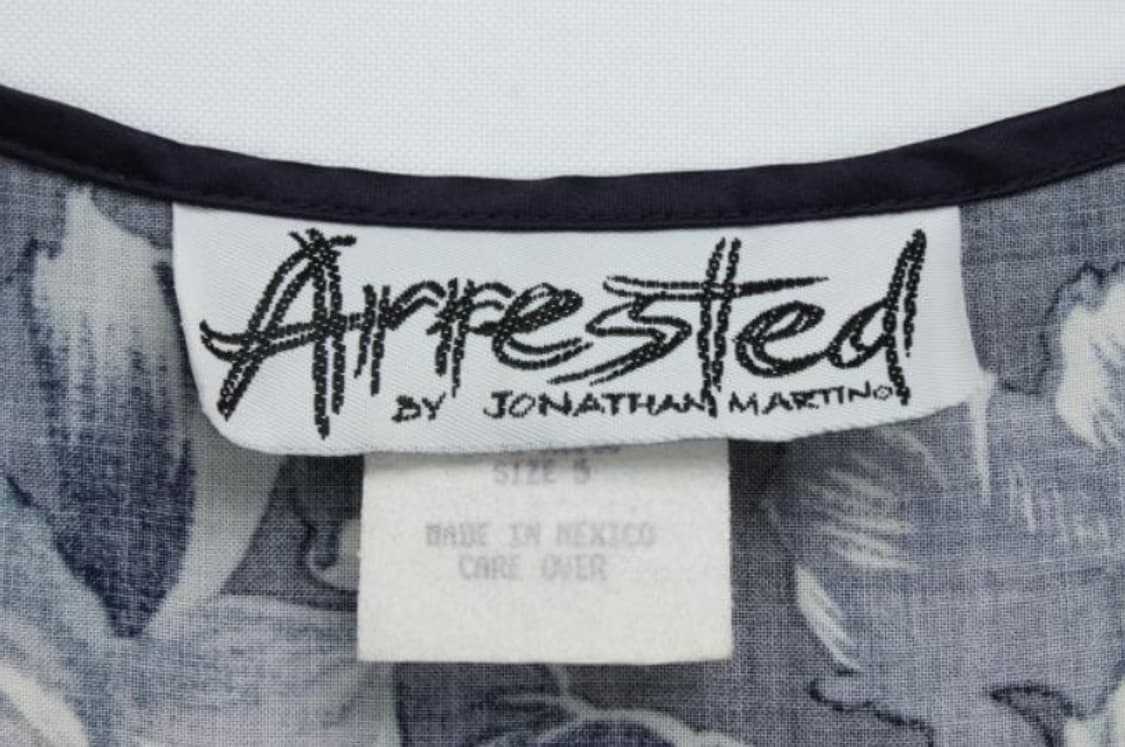 Arrested
BY JONATHAN MARTINO
SIZE 5
MADE IN MEXICO
CARE OVER